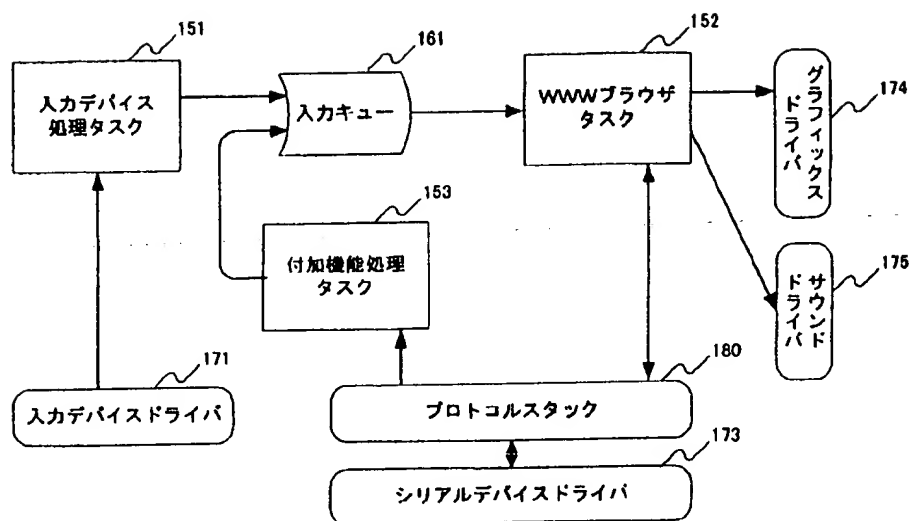 151
入力デバイス
処理タスク
161
入力キュー
152
WWWブラウザ
タスク
グラフィックス
ドライバ
174
153
付加機能処理
タスク
サウンド
ドライバ
175
171
入力デバイスドライバ
180
プロトコルスタック
173
シリアルデバイスドライバ